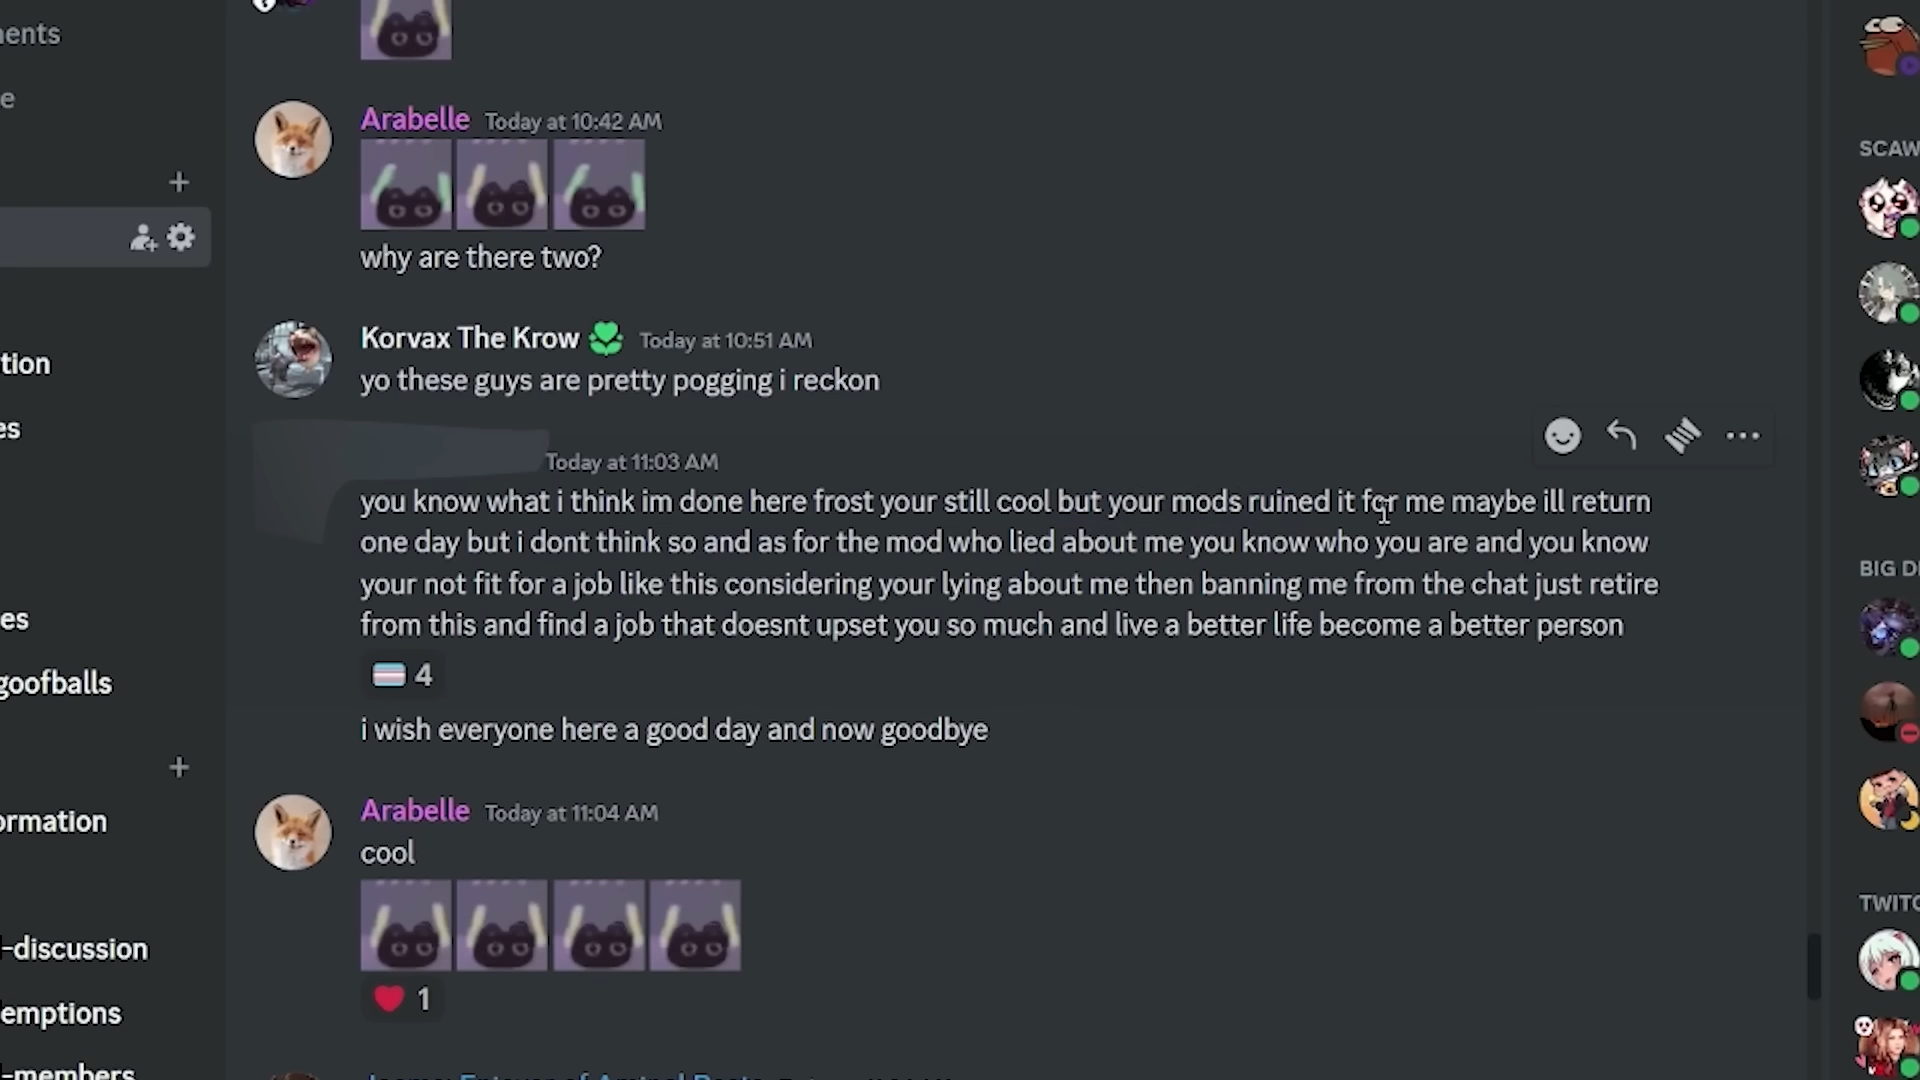 ments
e
Arabelle Today at 10:42 AM
why are there two?
Korvax The Krow Today at 10:51 AM
yo these guys are pretty pogging i reckon
Today at 11:03 AM
you know what i think im done here frost your still cool but your mods ruined it for me maybe ill return
one day but i dont think so and as for the mod who lied about me you know who you are and you know
your not fit for a job like this considering your lying about me then banning me from the chat just retire
from this and find a job that doesnt upset you so much and live a better life become a better person
4
i wish everyone here a good day and now goodbye
Arabelle Today at 11:04 AM
cool
1
tion
es
es
goofballs
ormation
-discussion
emptions
-members
SCAW
BIG D
TWITC